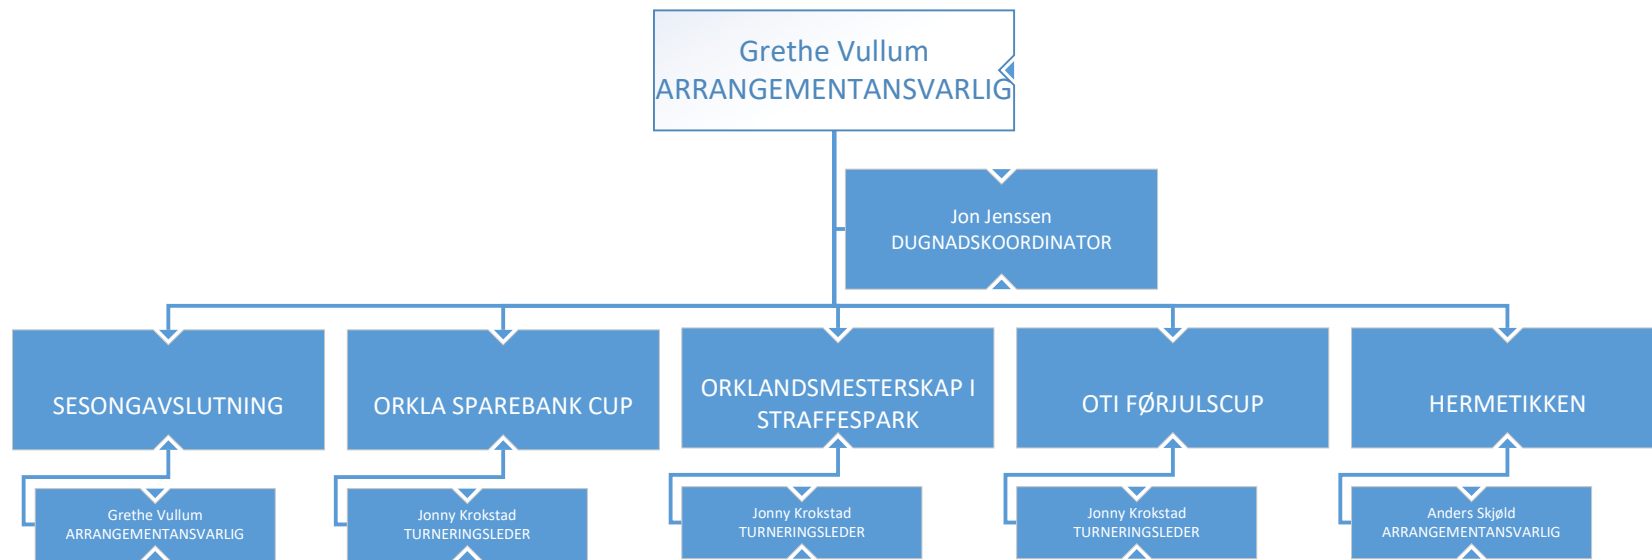 Grethe Vullum
ARRANGEMENTANSVARLIG
Jon Jenssen
DUGNADSKOORDINATOR
SESONGAVSLUTNING
ORKLA SPAREBANK CUP
ORKLANDSMESTERSKAP I
STRAFFESPARK
OTI FØRJULSCUP
HERMETIKKEN
Grethe Vullum
ARRANGEMENTANSVARLIG
Jonny Krokstad
TURNERINGSLEDER
Jonny Krokstad
TURNERINGSLEDER
Jonny Krokstad
TURNERINGSLEDER
Anders Skjøld
ARRANGEMENTANSVARLIG